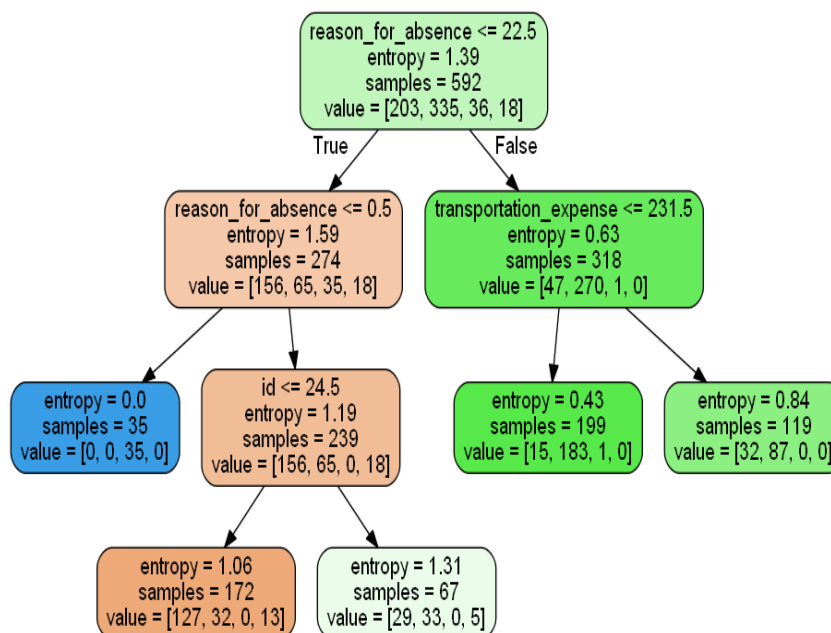 reason_for_absence <= 22.5
entropy = 1.39
samples = 592
value = [203, 335, 36, 18]
True
False
reason_for_absence <= 0.5
entropy = 1.59
samples = 274
value = [156, 65, 35, 18]
transportation_expense <= 231.5
entropy = 0.63
samples = 318
value = [47, 270, 1, 0]
entropy = 0.0
samples = 35
value = [0, 0, 35, 0]
id <= 24.5
entropy = 1.19
samples = 239
value = [156, 65, 0, 18]
entropy = 0.43
samples = 199
value = [15, 183, 1, 0]
entropy = 0.84
samples = 119
value = [32, 87, 0, 0]
entropy = 1.06
samples = 172
value = [127, 32, 0, 13]
entropy = 1.31
samples = 67
value = [29, 33, 0, 5]